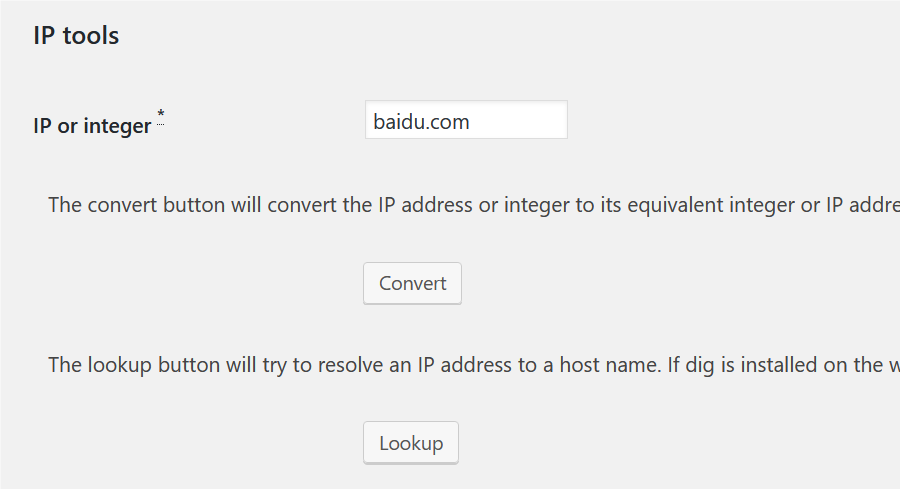 IP tools
IP or integer *
baidu.com
The convert button will convert the IP address or integer to its equivalent integer or IP addre
Convert
The lookup button will try to resolve an IP address to a host name. If dig is installed on the w
Lookup